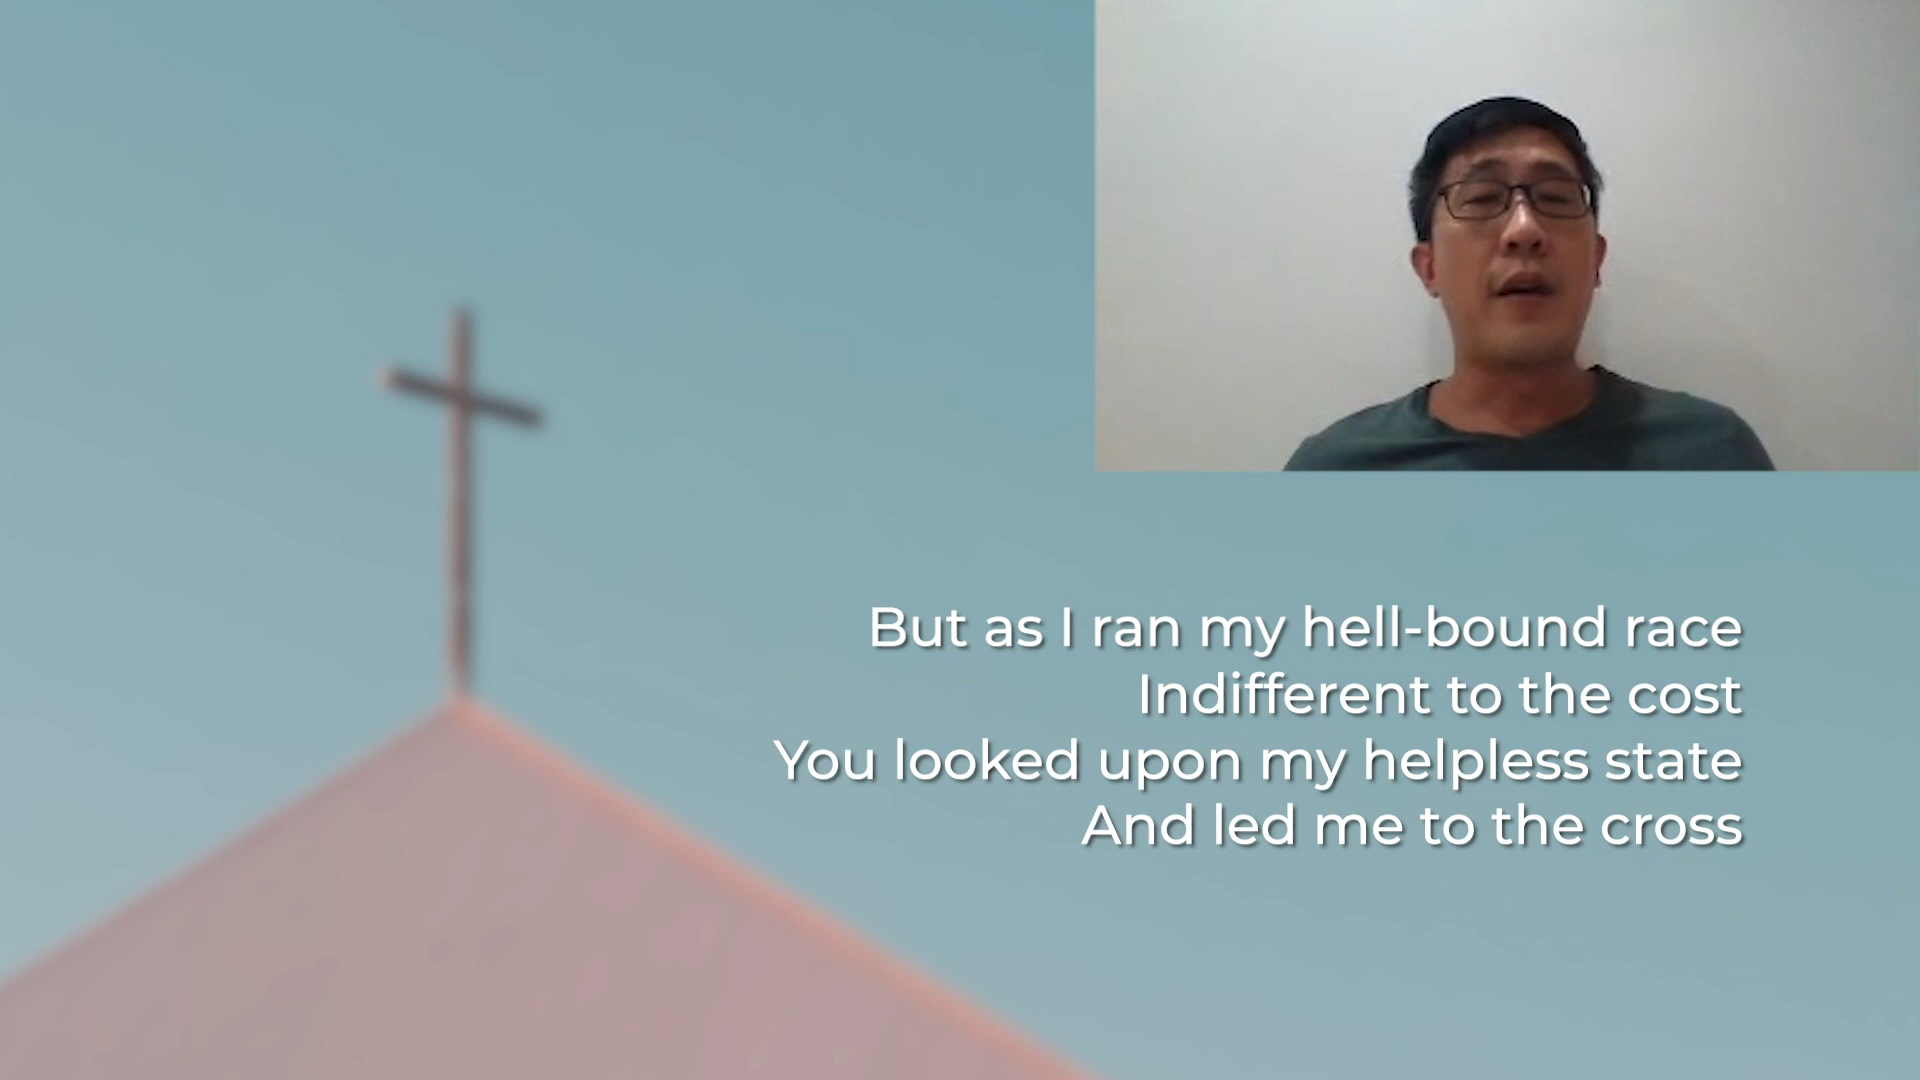 But as I ran my hell-bound race
Indifferent to the cost
You looked upon my helpless state
And led me to the cross